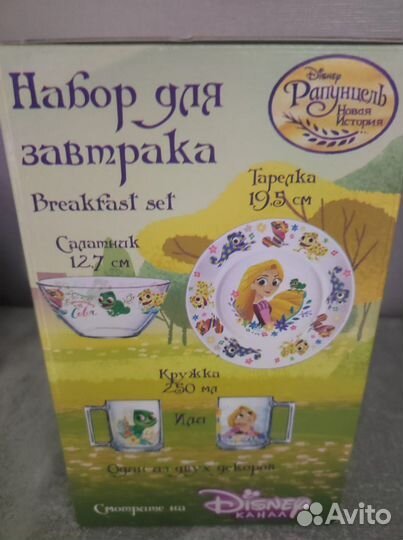 Набор для
завтрака
Breakfast set
Disney
Рапунцель
Новая
История
Тарелка
19.5 см
Салатник
12.7 см
Кружка
250 мл
Или
Один из двух декоров
Смотрите на
Disney
КАНАЛ
Avito